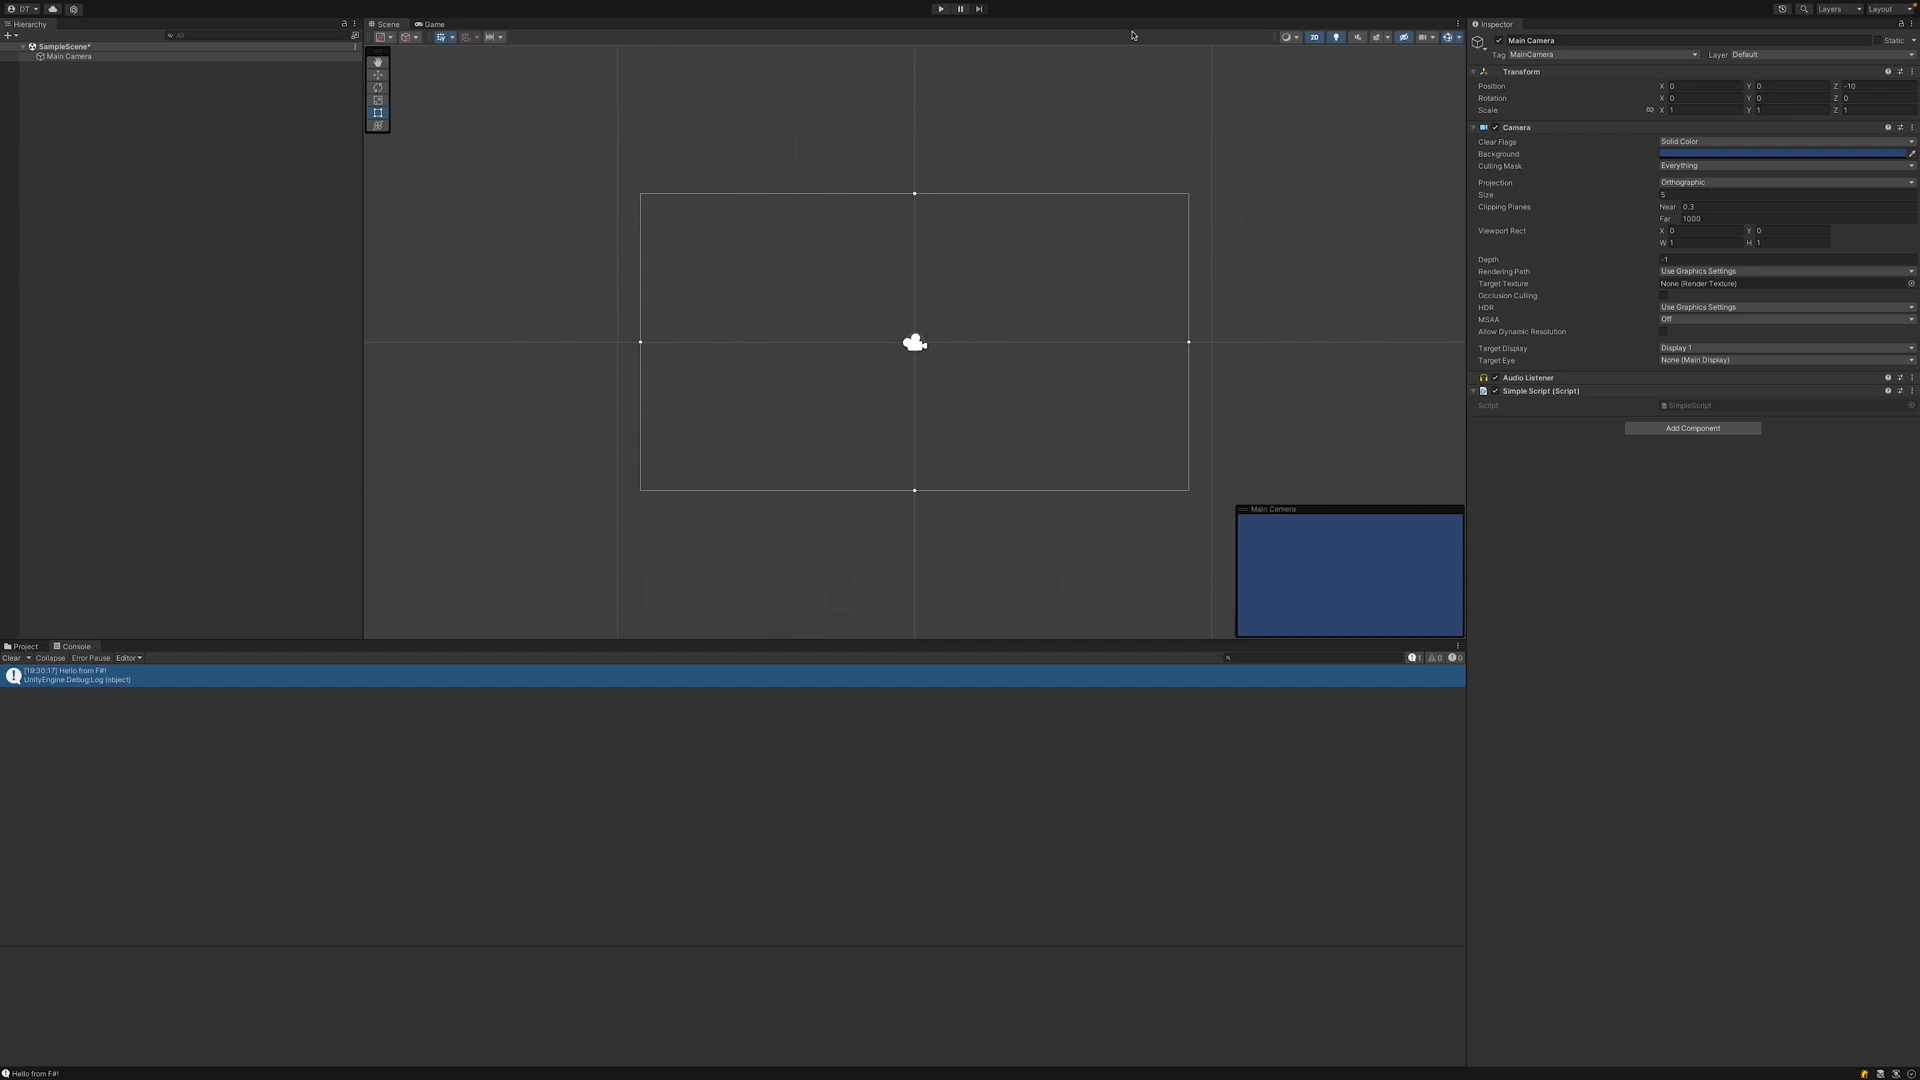 DT
Layers
Layout
Hierarchy
All
SampleScene*
Main Camera
Scene
Game
2D
Inspector
Main Camera
Static
Tag MainCamera Layer Default
Transform
Position X 0 Y 0 Z -10
Rotation X 0 Y 0 Z 0
Scale X 1 Y 1 Z 1
Camera
Clear Flags Solid Color
Background
Culling Mask Everything
Projection Orthographic
Size 5
Clipping Planes Near 0.3
Far 1000
Viewport Rect X 0 Y 0
W 1 H 1
Depth -1
Rendering Path Use Graphics Settings
Target Texture None (Render Texture)
Occlusion Culling
HDR Use Graphics Settings
MSAA Off
Allow Dynamic Resolution
Target Display Display 1
Target Eye None (Main Display)
Audio Listener
Simple Script (Script)
Script SimpleScript
Add Component
Main Camera
Project
Console
Clear Collapse Error Pause Editor
1 0 0
[19:30:17] Hello from F#!
UnityEngine.Debug:Log (object)
Hello from F#!